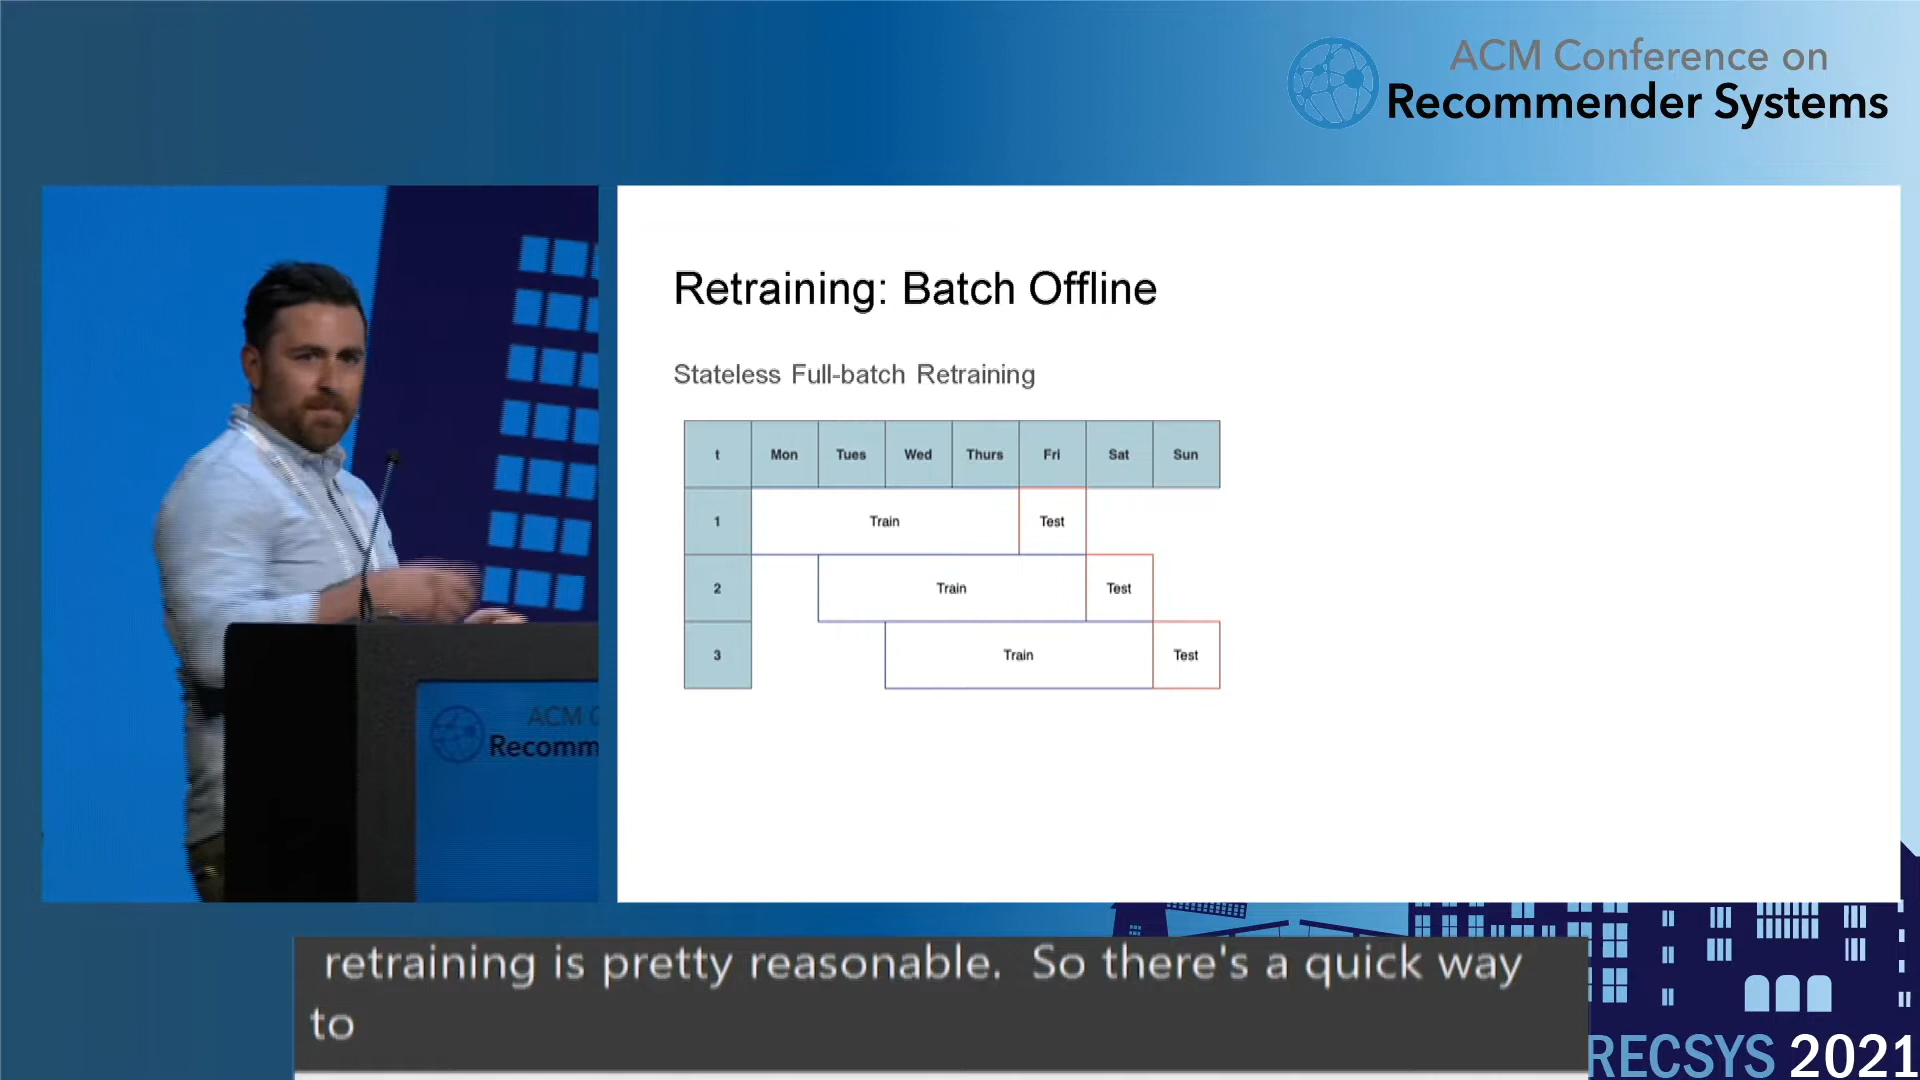 ACM Conference on
Recommender Systems
Retraining: Batch Offline
Stateless Full-batch Retraining
t Mon Tues Wed Thurs Fri Sat Sun
1 Train Test
2 Train Test
3 Train Test
ACM C
Recomm
retraining is pretty reasonable. So there's a quick way
to
RECSYS 2021